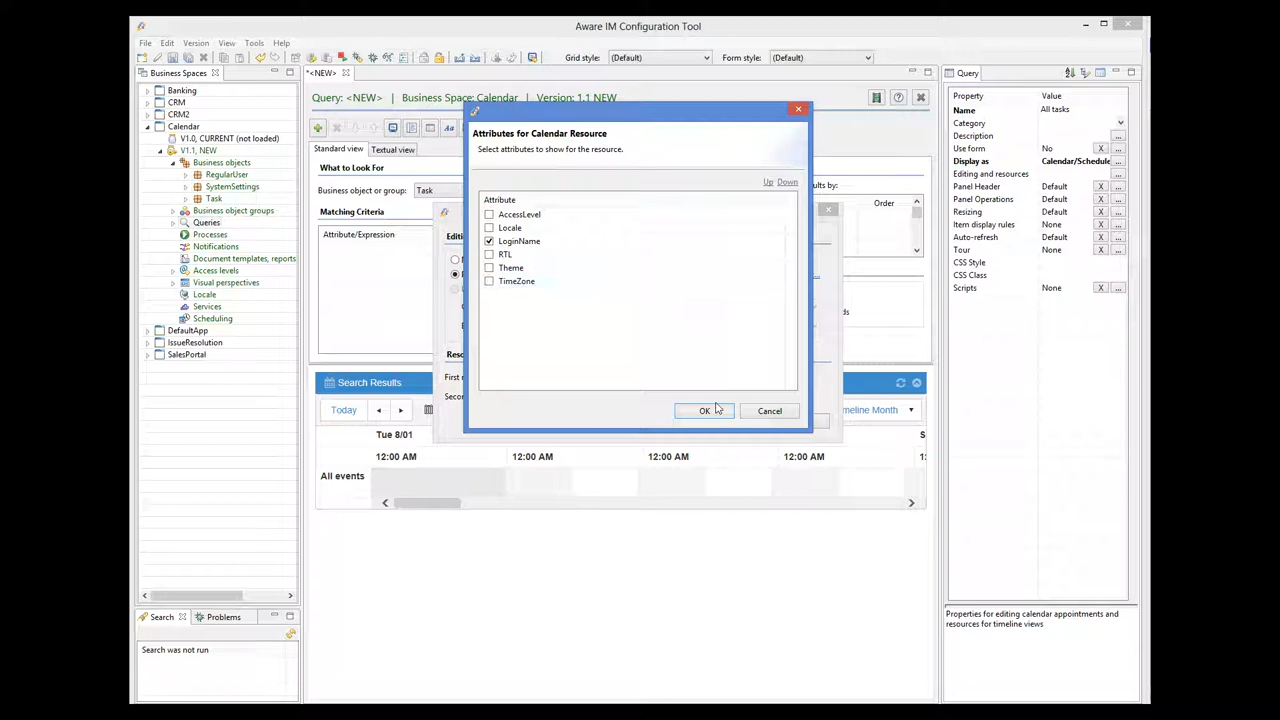 Aware IM Configuration Tool
File Edit Version View Tools Help
Grid style: (Default) Form style: (Default)
Business Spaces
*<NEW>
Query
Banking
CRM
CRM2
Calendar
V1.0, CURRENT (not loaded)
V1.1, NEW
Business objects
RegularUser
SystemSettings
Task
Business object groups
Queries
Processes
Notifications
Document templates, reports
Access levels
Visual perspectives
Locale
Services
Scheduling
DefaultApp
IssueResolution
SalesPortal
Search Problems
Search was not run
Query: <NEW> | Business Space: Calendar | Version: 1.1 NEW
Aa
Standard view Textual view
What to Look For
Business object or group: Task
Matching Criteria
Attribute/Expression
Order
Attributes for Calendar Resource
Select attributes to show for the resource.
Up Down
Attribute
AccessLevel
Locale
LoginName
RTL
Theme
TimeZone
OK Cancel
Search Results
Today
Tue 8/01
12:00 AM 12:00 AM 12:00 AM 12:00 AM
All events
Property Value
Name All tasks
Category
Description ...
Use form No ...
Display as Calendar/Schedule ...
Editing and resources ...
Panel Header Default X ...
Panel Operations Default X ...
Resizing Default X ...
Item display rules None X ...
Auto-refresh Default X ...
Tour None X ...
CSS Style
CSS Class
Scripts None X ...
Properties for editing calendar appointments and
resources for timeline views